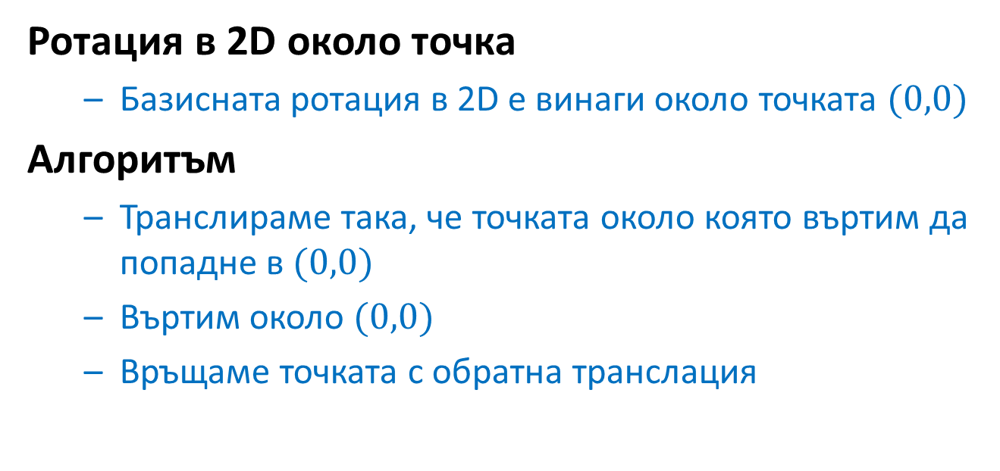 Ротация в 2D около точка
– Базисната ротация в 2D е винаги около точката (0,0)
Алгоритъм
– Транслираме така, че точката около която въртим да
попадне в (0,0)
– Въртим около (0,0)
– Връщаме точката с обратна транслация